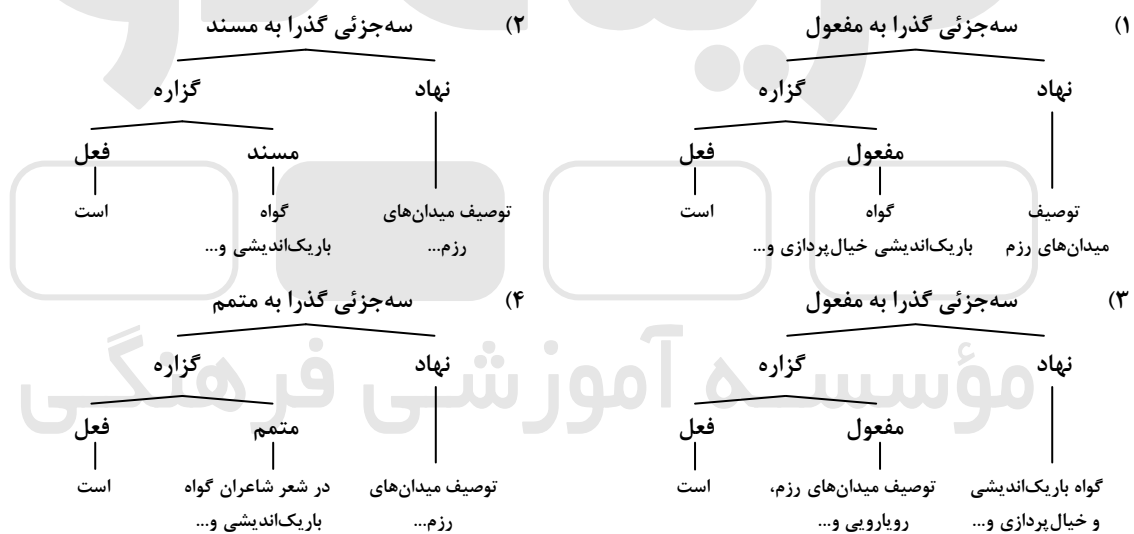 ۱) سه‌جزئی گذرا به مفعول
نهاد گزاره
مفعول فعل
توصیف گواه است
میدان‌های رزم باریک‌اندیشی خیال‌پردازی و...
۲) سه‌جزئی گذرا به مسند
نهاد گزاره
مسند فعل
توصیف میدان‌های گواه است
رزم... باریک‌اندیشی و...
۳) سه‌جزئی گذرا به مفعول
نهاد گزاره
مفعول فعل
گواه باریک‌اندیشی توصیف میدان‌های رزم، است
و خیال‌پردازی و... رویارویی و...
۴) سه‌جزئی گذرا به متمم
نهاد گزاره
متمم فعل
توصیف میدان‌های در شعر شاعران گواه است
رزم... باریک‌اندیشی و...
مؤسسه آموزشی فرهنگی